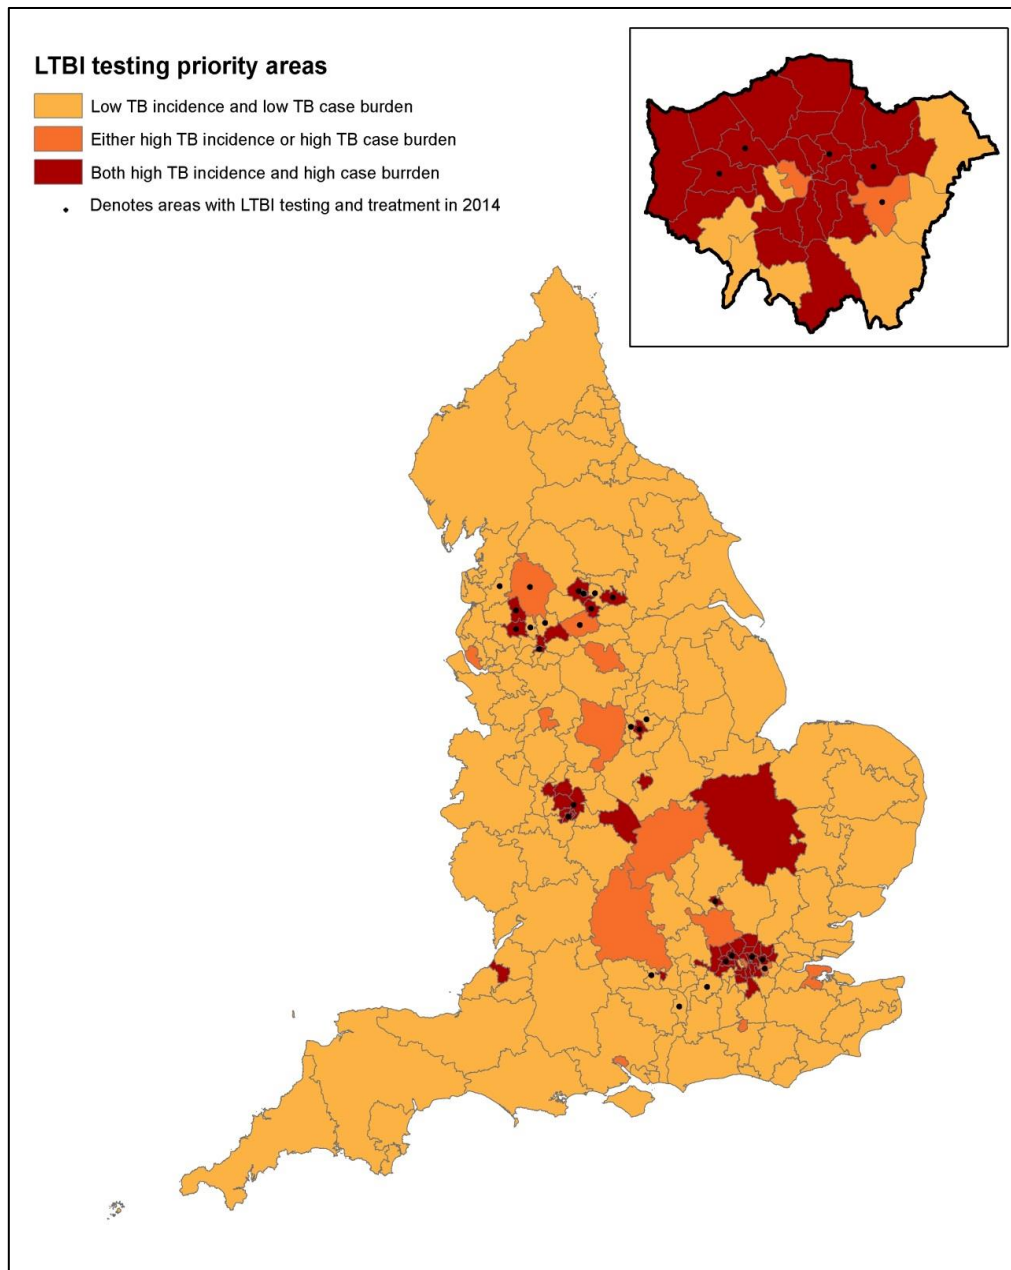 LTBI testing priority areas
Low TB incidence and low TB case burden
Either high TB incidence or high TB case burden
Both high TB incidence and high case burrden
Denotes areas with LTBI testing and treatment in 2014